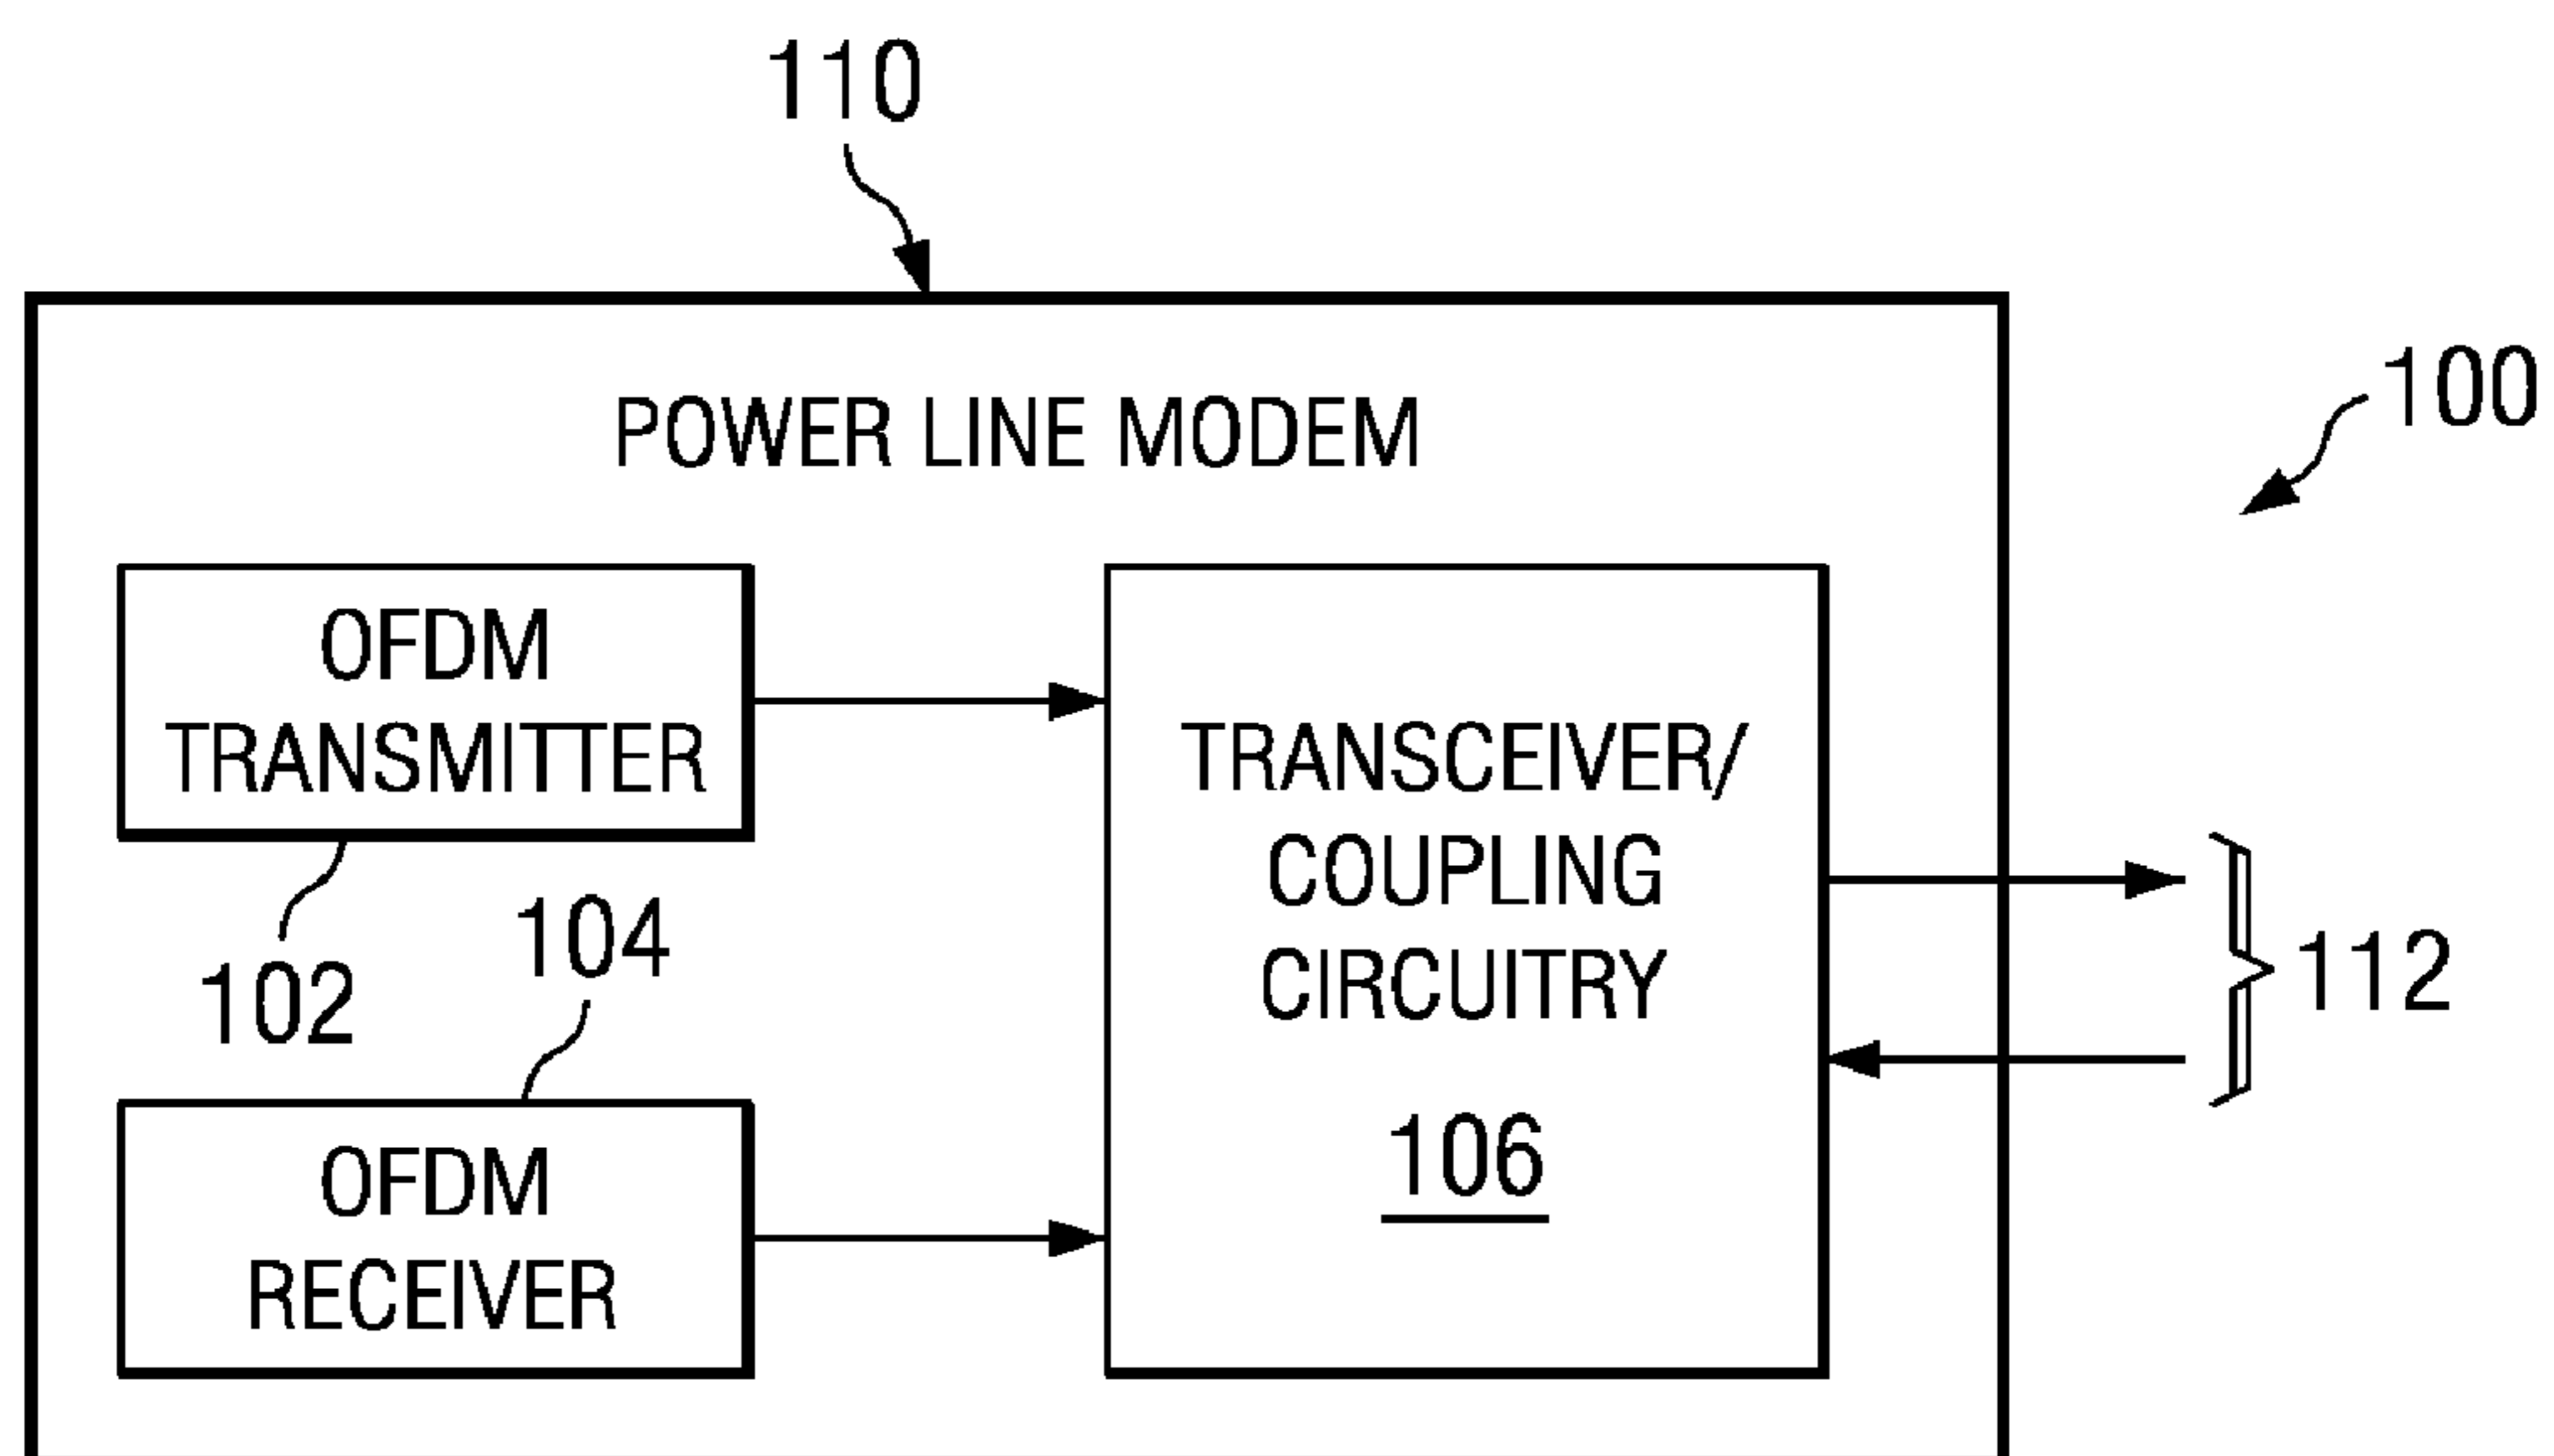 110
100
POWER LINE MODEM
OFDM
TRANSMITTER
102
104
OFDM
RECEIVER
TRANSCEIVER/
COUPLING
CIRCUITRY
106
112